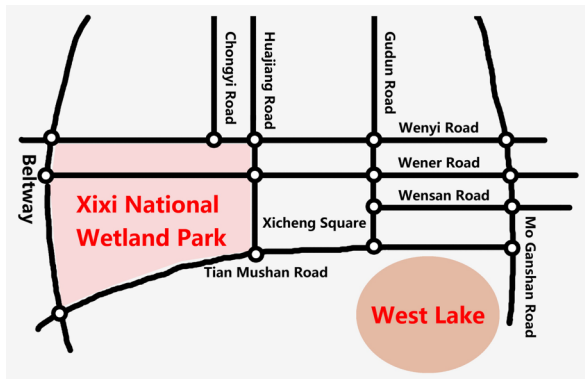 Chongyi Road
Huajiang Road
Gudun Road
Wenyi Road
Wener Road
Wensan Road
Beltway
Xixi National
Wetland Park
Xicheng Square
Tian Mushan Road
Mo Ganshan Road
West Lake